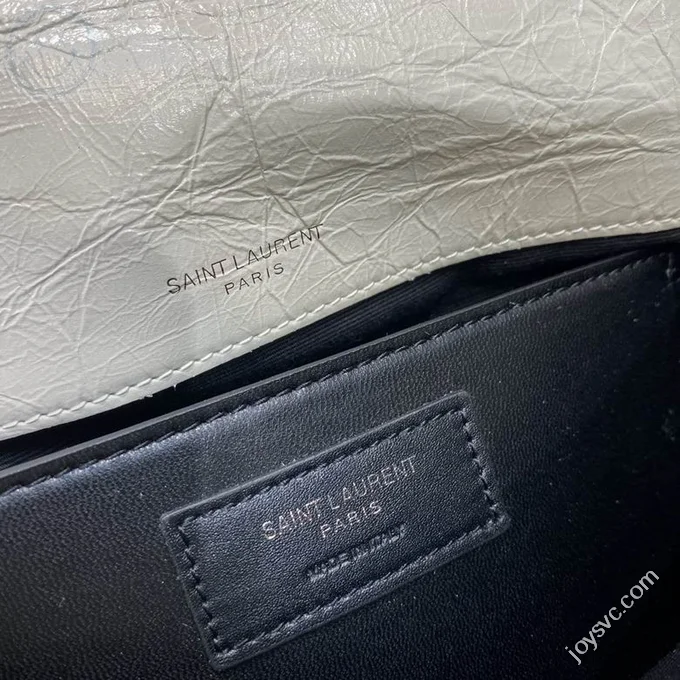 SAINT LAURENT
PARIS
SAINT LAURENT
PARIS
MADE IN ITALY
joysvc.com